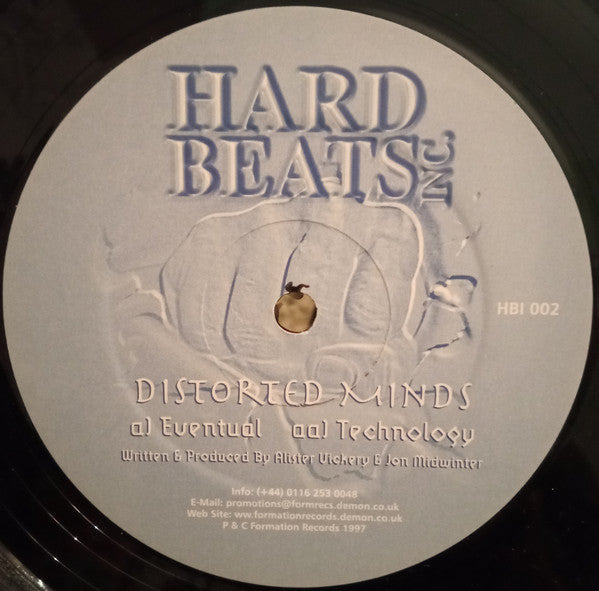 HARD
BEATS INC.
HBI 002
DISTORTED MINDS
a) Eventual aa) Technology
Written & Produced By Alister Vickery & Jon Midwinter
Info: (+44) 0116 253 0048
E-Mail: promotions@formrecs.demon.co.uk
Web Site: ww.formationrecords.demon.co.uk
P & C Formation Records 1997